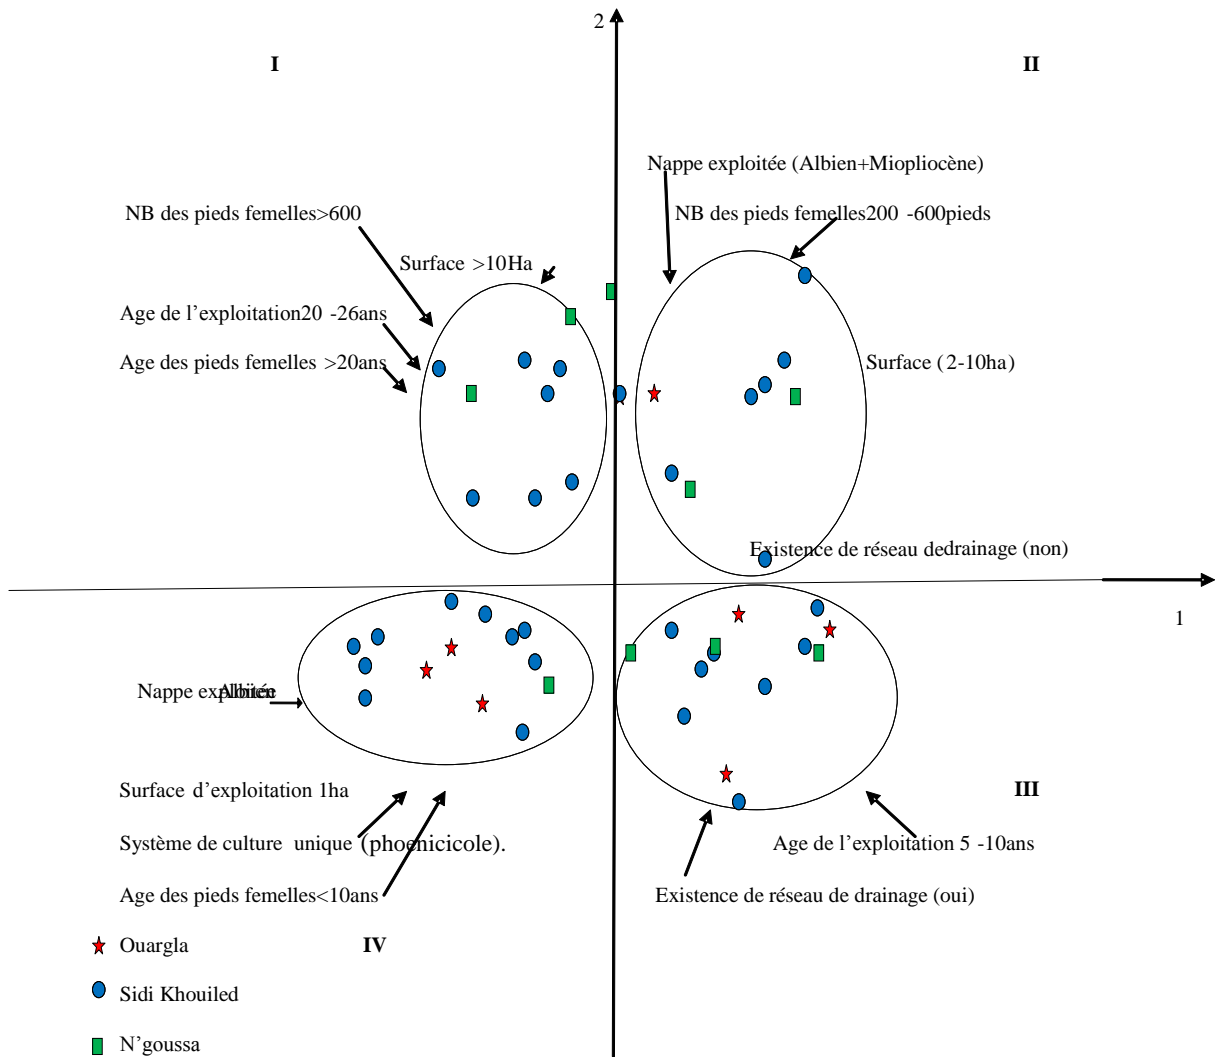 2
I
II
Nappe exploitée (Albien+Miopliocène)
NB des pieds femelles>600
NB des pieds femelles200 -600pieds
Surface >10Ha
Age de l’exploitation20 -26ans
Age des pieds femelles >20ans
Surface (2-10ha)
Existence de réseau dedrainage (non)
1
Nappe exploitée
Albien
Surface d’exploitation 1ha
III
Système de culture unique (phoenicicole).
Age de l’exploitation 5 -10ans
Age des pieds femelles<10ans
Existence de réseau de drainage (oui)
Ouargla
IV
Sidi Khouiled
N’goussa